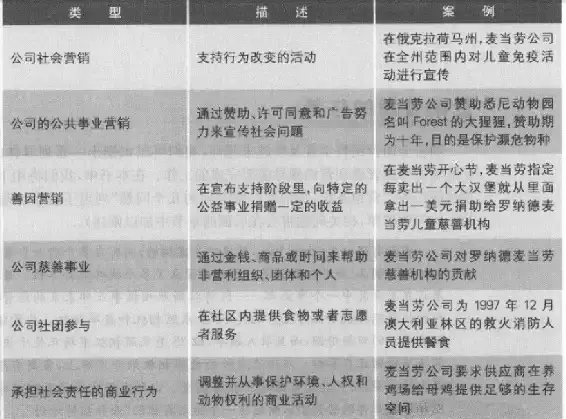 类型 描述 案例
公司社会营销 支持行为改变的活动 在俄克拉荷马州,麦当劳公司
在全州范围内对儿童免疫活
动进行宣传
公司的公共事业营销 通过赞助、许可同意和广告努
力来宣传社会问题 麦当劳公司赞助悉尼动物园
名叫 Forest 的大猩猩,赞助期
为十年,目的是保护濒危物种
善因营销 在宣布支持阶段里,向特定的
公益事业捐赠一定的收益 在麦当劳开心节,麦当劳指定
每卖出一个大汉堡就从里面
拿出一美元捐助给罗纳德麦
当劳儿童慈善机构
公司慈善事业 通过金钱、商品或时间来帮助
非营利组织、团体和个人 麦当劳公司对罗纳德麦当劳
慈善机构的贡献
公司社团参与 在社区内提供食物或者志愿
者服务 麦当劳公司为 1997 年 12 月
澳大利亚林区的救火消防人
员提供餐食
承担社会责任的商业行为 调整并从事保护环境、人权和
动物权利的商业活动 麦当劳公司要求供应商在养
鸡场给母鸡提供足够的生存
空间